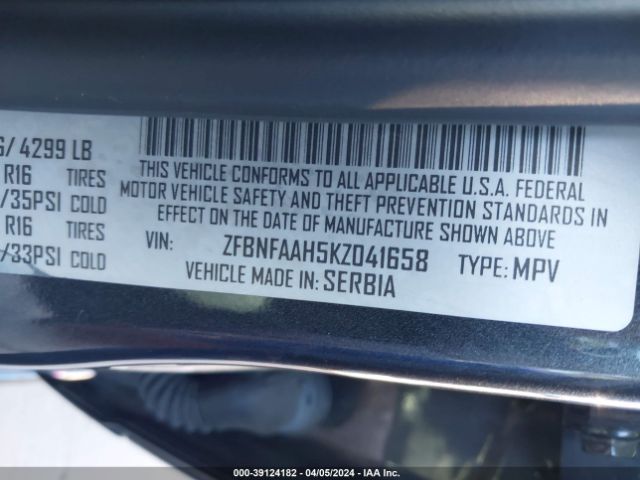 / 4299 LB
R16 TIRES
/35PSI COLD
R16 TIRES
/33PSI COLD
THIS VEHICLE CONFORMS TO ALL APPLICABLE U.S.A. FEDERAL
MOTOR VEHICLE SAFETY AND THEFT PREVENTION STANDARDS IN
EFFECT ON THE DATE OF MANUFACTURE SHOWN ABOVE
VIN: ZFBNFAAH5KZ041658 TYPE: MPV
VEHICLE MADE IN: SERBIA
000-39124182 - 04/05/2024 - IAA Inc.